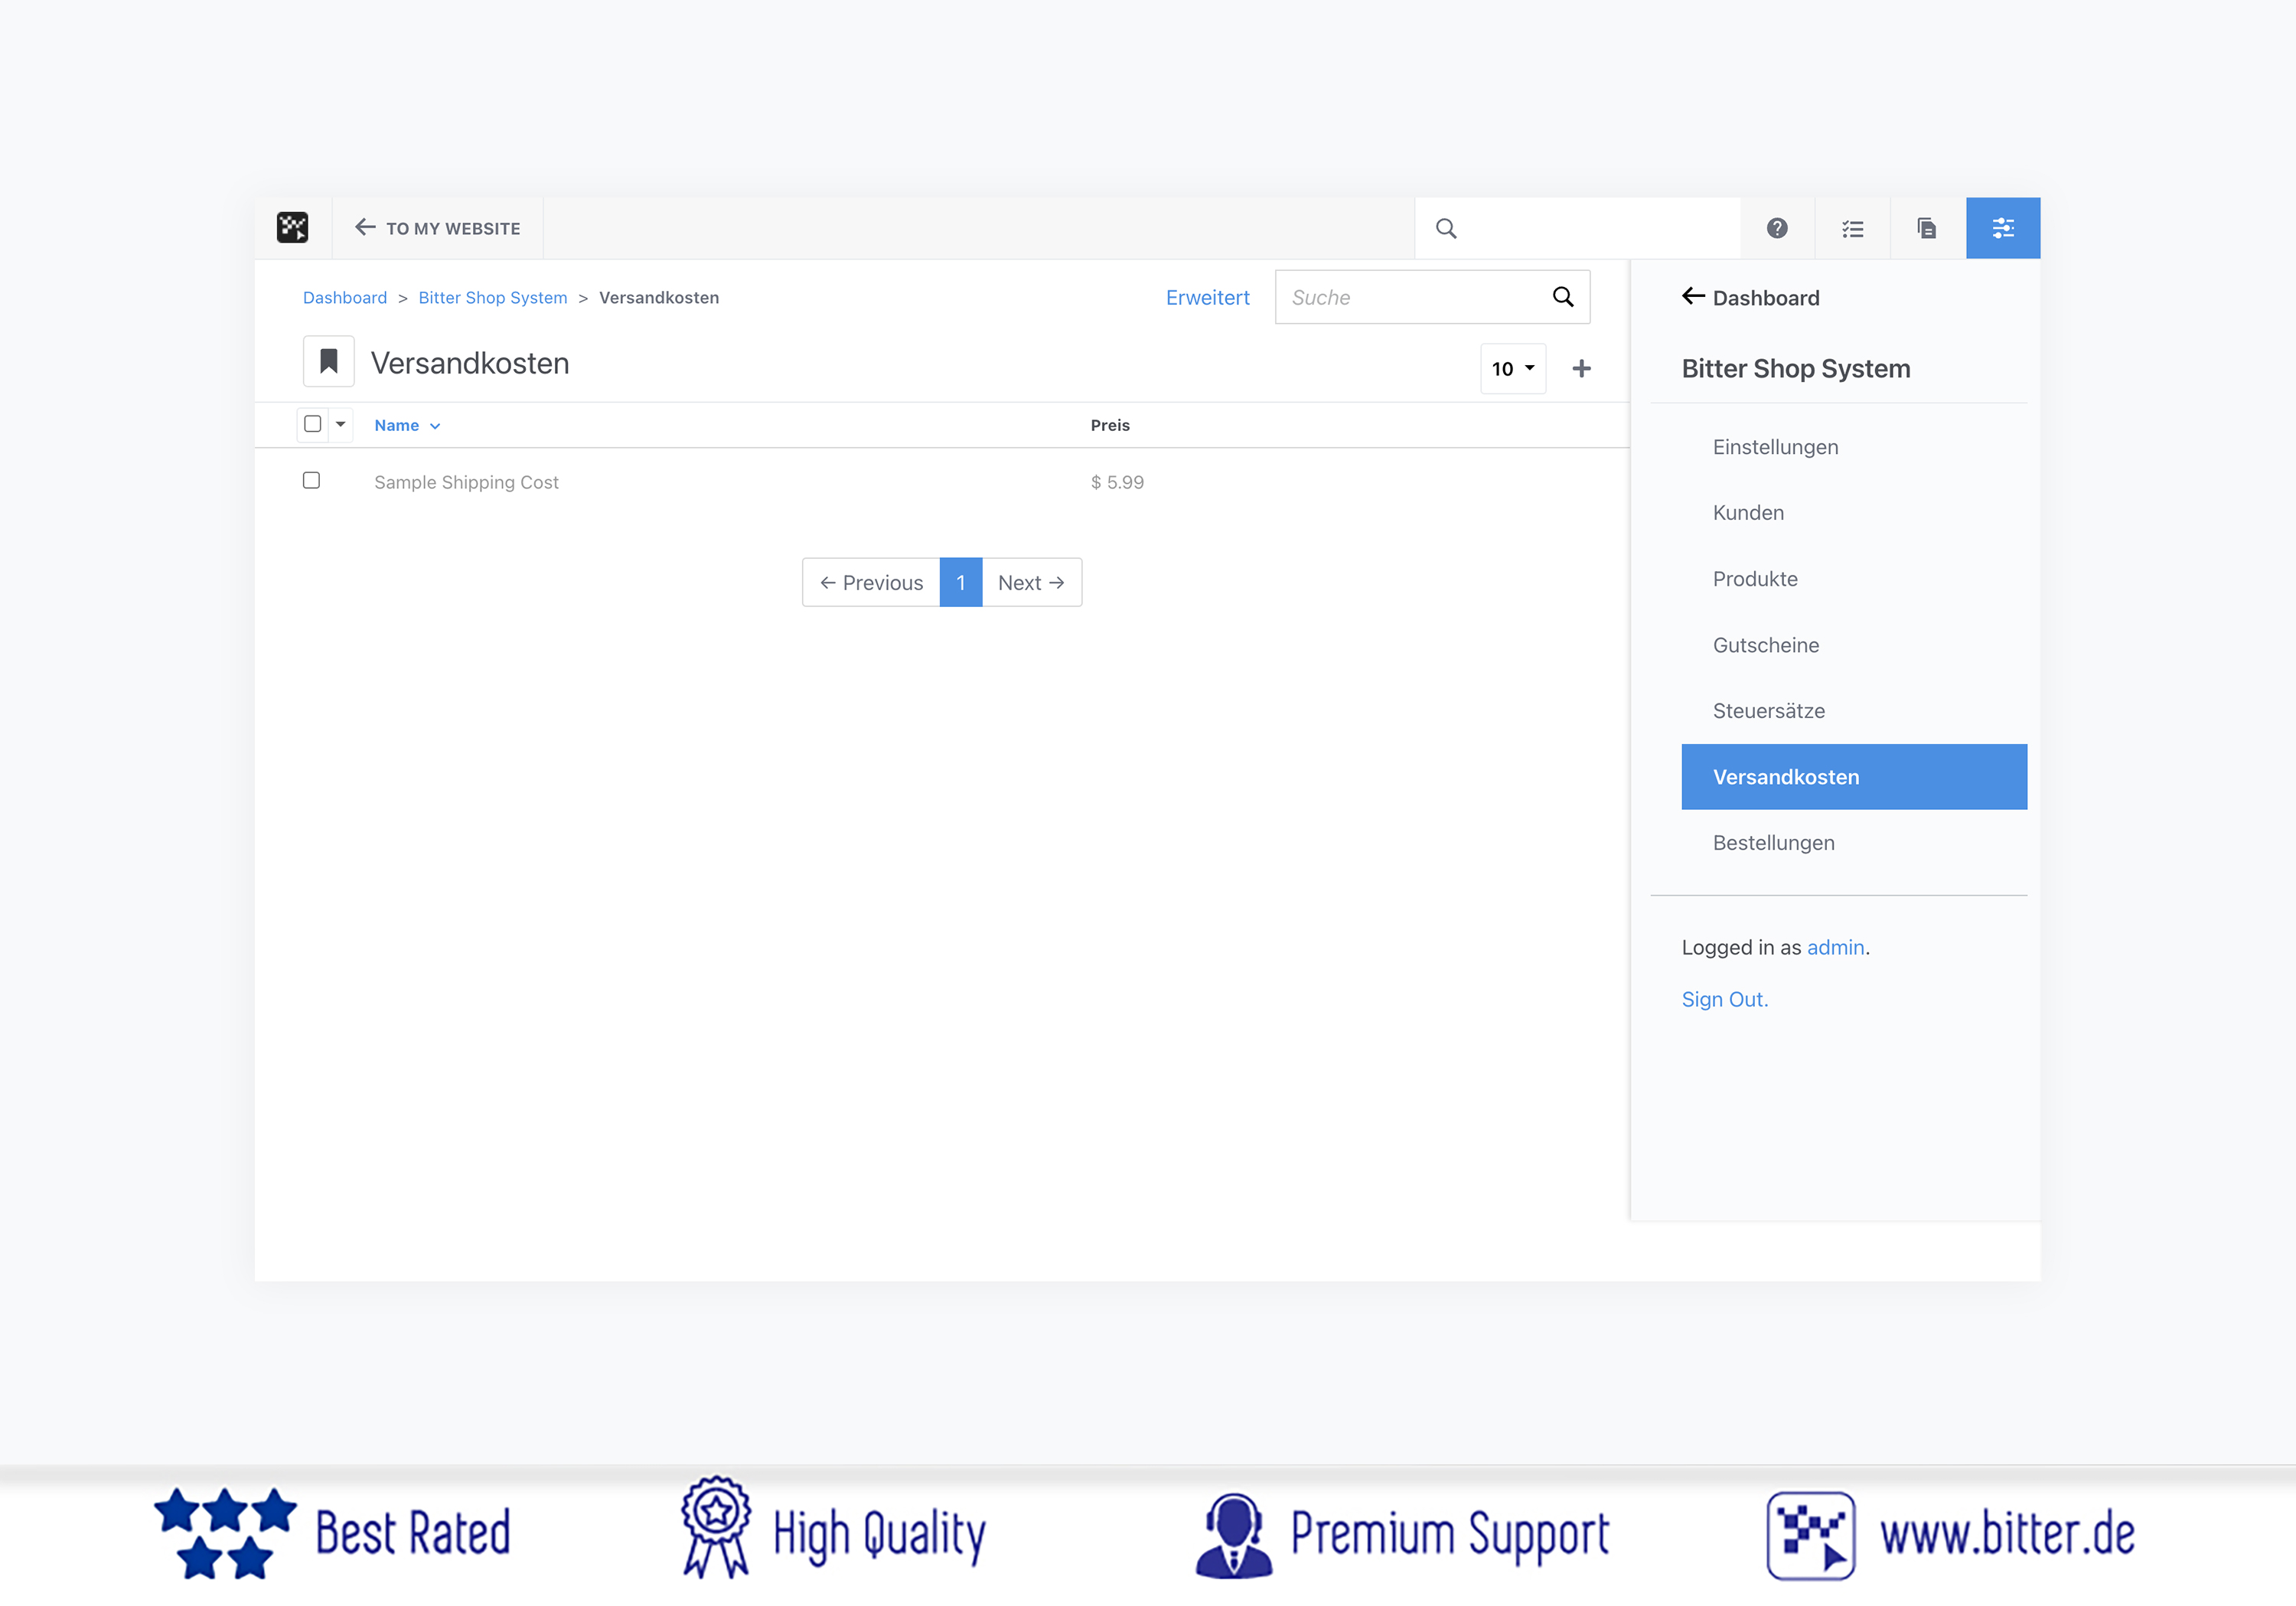 TO MY WEBSITE
Dashboard > Bitter Shop System > Versandkosten
Erweitert
Suche
Versandkosten
10
Name
Preis
Sample Shipping Cost
$ 5.99
← Previous
1
Next →
Dashboard
Bitter Shop System
Einstellungen
Kunden
Produkte
Gutscheine
Steuersätze
Versandkosten
Bestellungen
Logged in as admin.
Sign Out.
Best Rated
High Quality
Premium Support
www.bitter.de